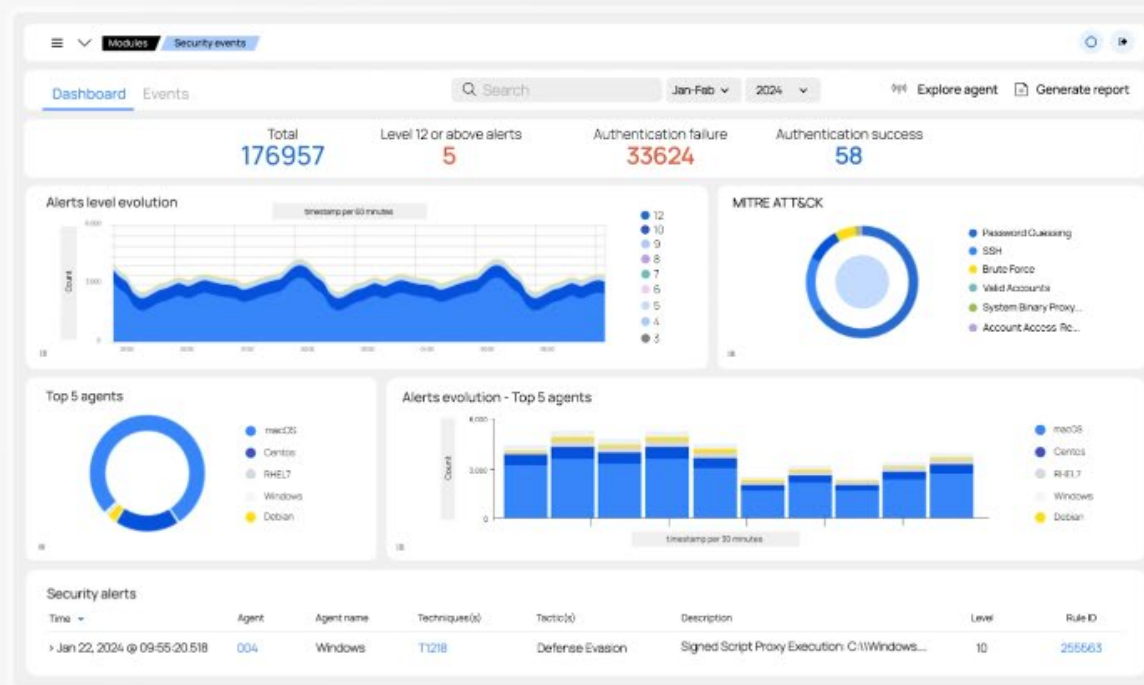 Modules Security events
Dashboard Events Search Jan-Feb 2024 Explore agent Generate report
Total Level 12 or above alerts Authentication failure Authentication success
176957 5 33624 58
Alerts level evolution
timestamp per 60 minutes
Count
12
10
9
8
7
6
5
4
3
MITRE ATT&CK
Password Guessing
SSH
Brute Force
Valid Accounts
System Binary Proxy...
Account Access Re...
Top 5 agents
macOS
Centos
RHEL7
Windows
Debian
Alerts evolution - Top 5 agents
Count
0
timestamp per 30 minutes
macOS
Centos
RHEL7
Windows
Debian
Security alerts
Time Agent Agent name Techniques(s) Tactic(s) Description Level Rule ID
Jan 22, 2024 @ 09:55:20.518 004 Windows T1218 Defense Evasion Signed Script Proxy Execution: C:\\Windows... 10 255563